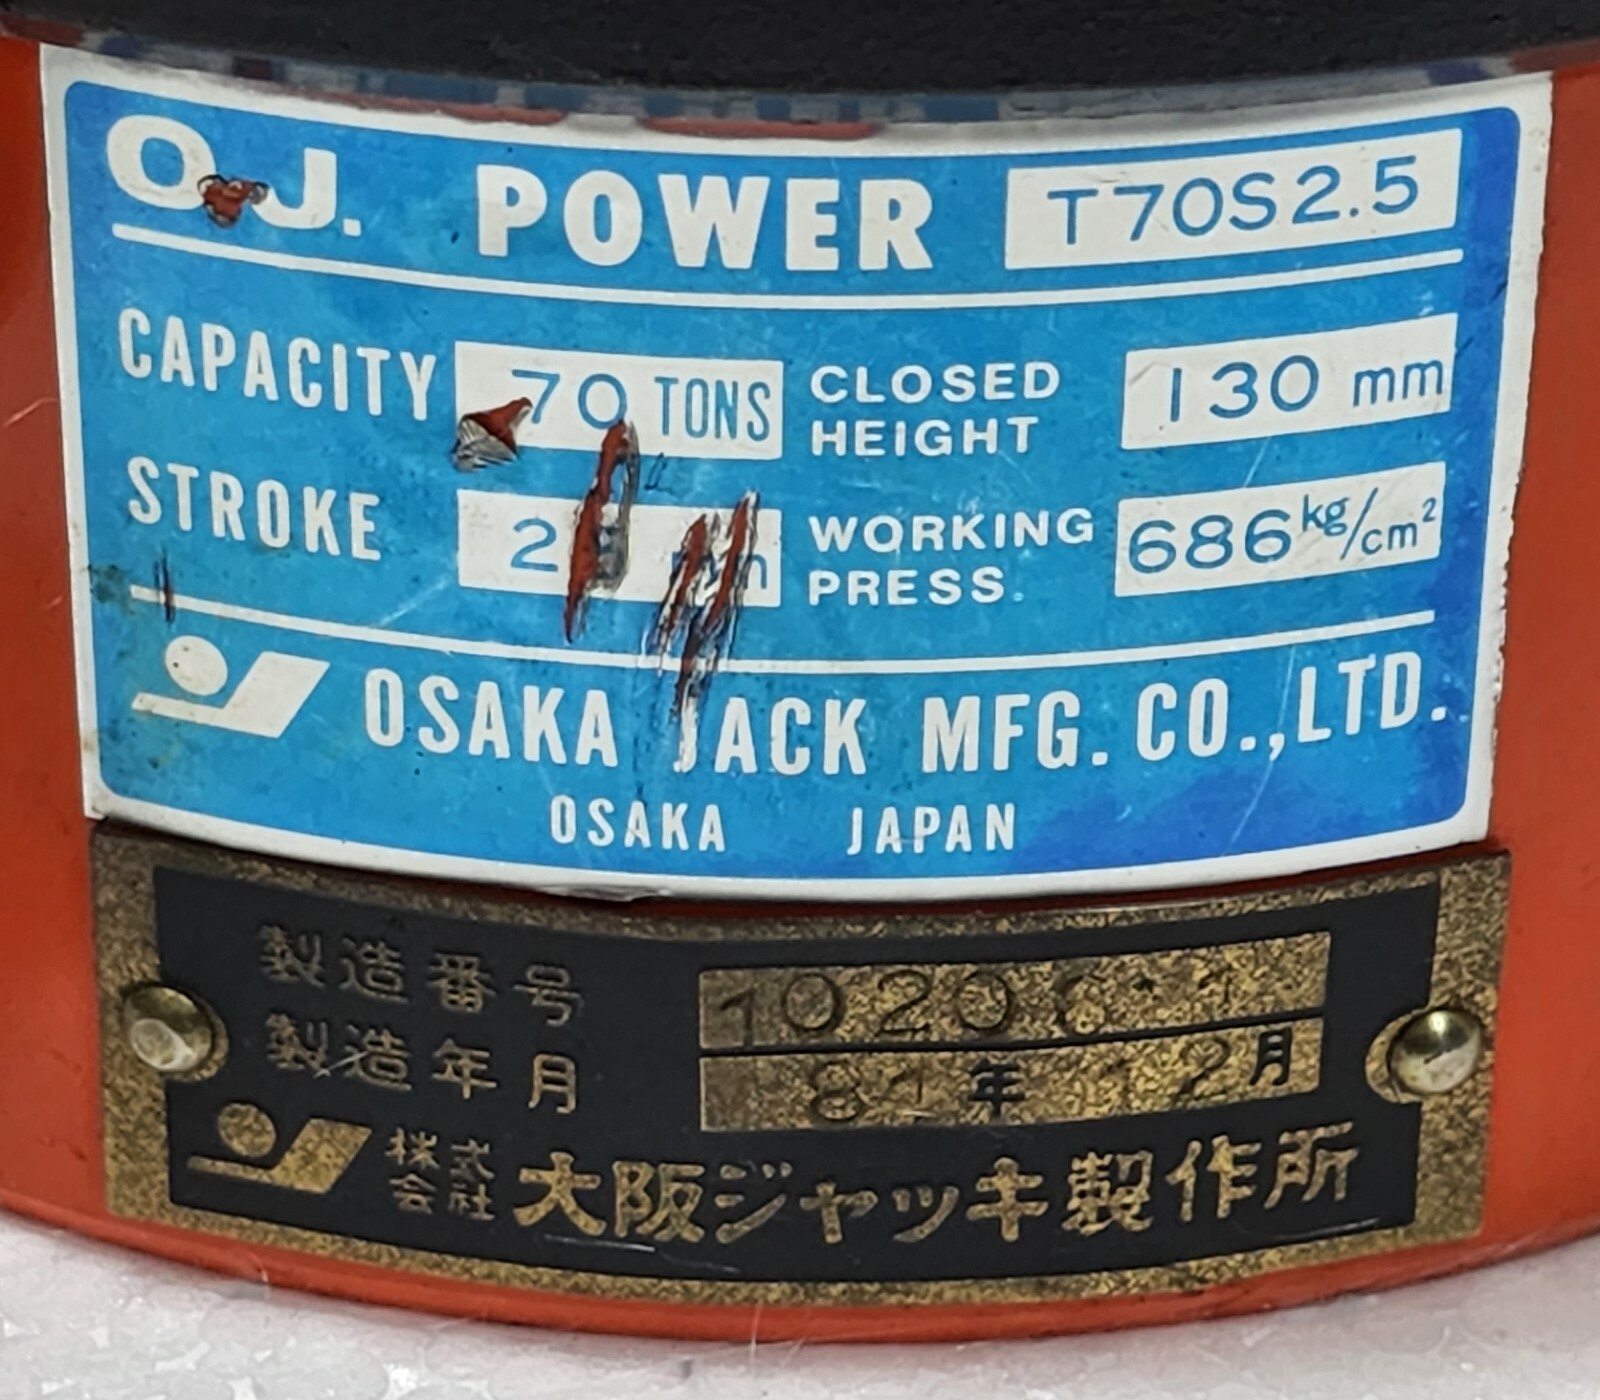 O.J. POWER T70S2.5
CAPACITY 70 TONS
CLOSED HEIGHT 130 mm
STROKE
WORKING PRESS. 686 kg/cm²
OSAKA JACK MFG. CO.,LTD.
OSAKA JAPAN
製造番号
製造年月 年 12月
株式会社 大阪ジャッキ製作所